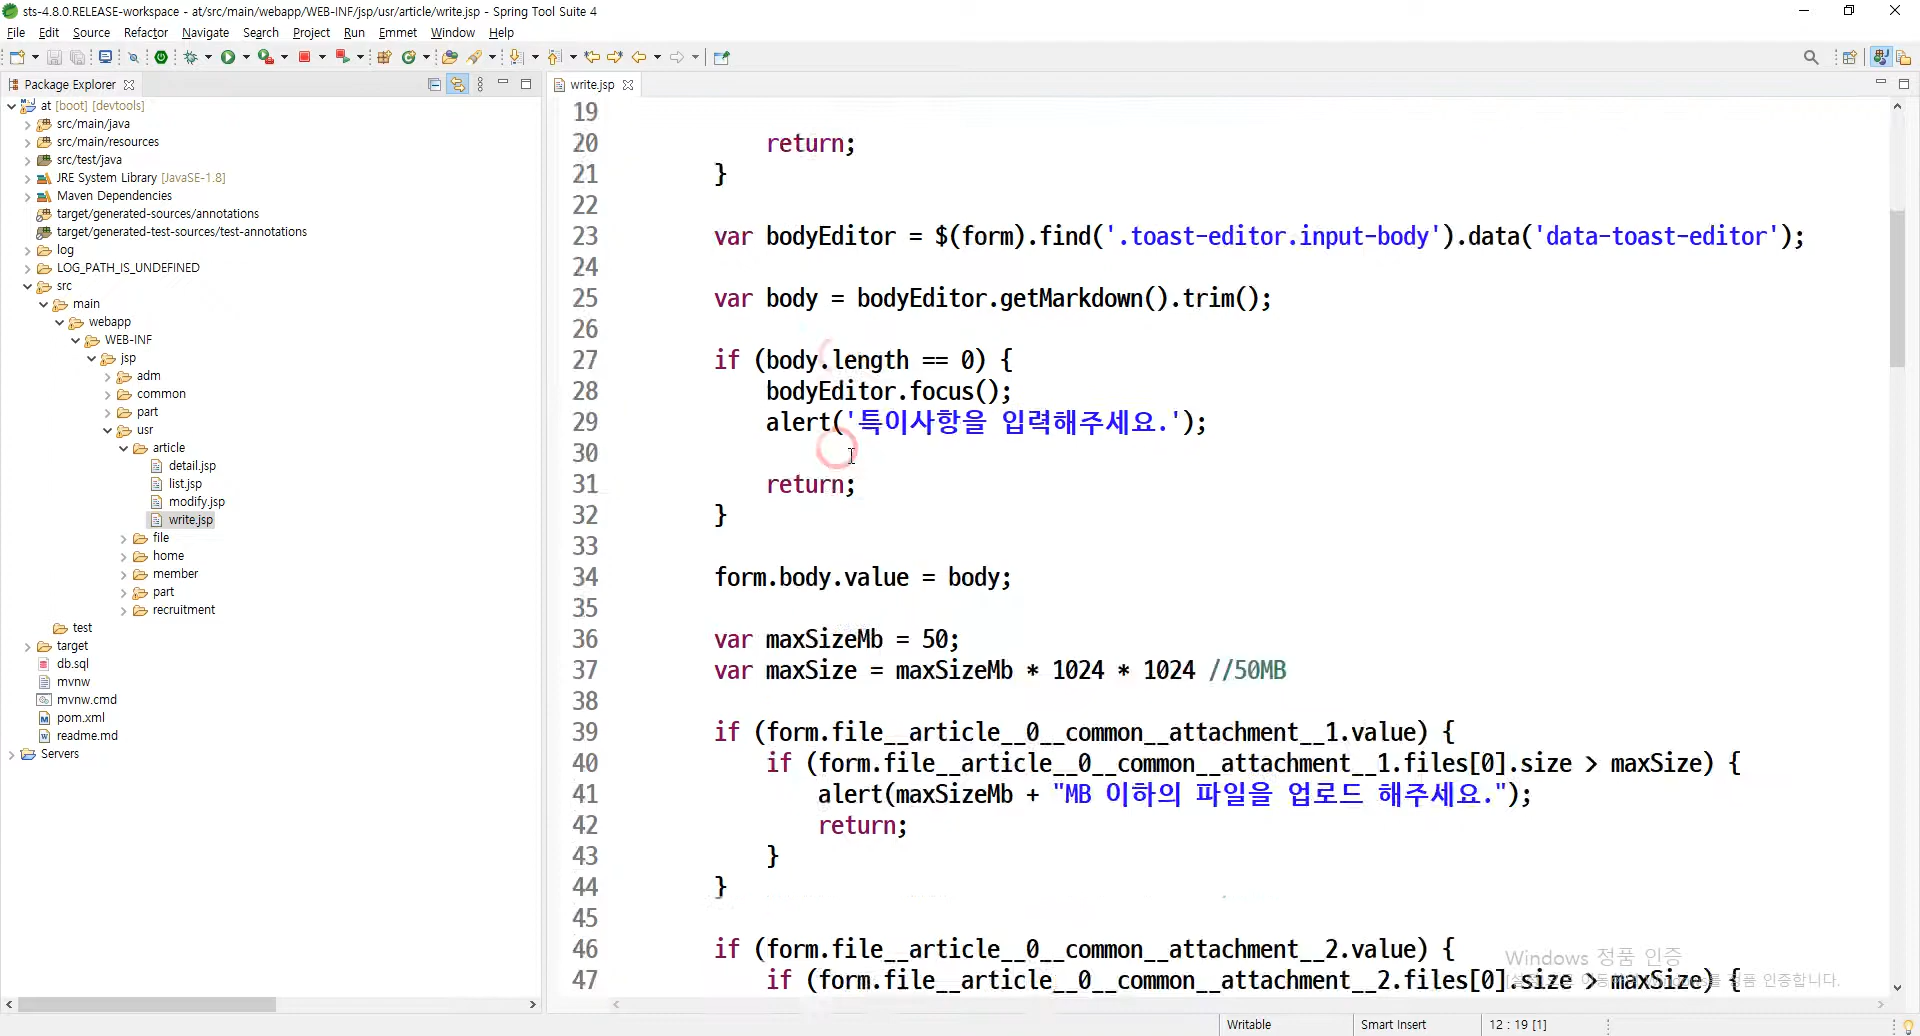 sts-4.8.0.RELEASE-workspace - at/src/main/webapp/WEB-INF/jsp/usr/article/write.jsp - Spring Tool Suite 4
File Edit Source Refactor Navigate Search Project Run Emmet Window Help
Package Explorer
at [boot] [devtools]
src/main/java
src/main/resources
src/test/java
JRE System Library [JavaSE-1.8]
Maven Dependencies
target/generated-sources/annotations
target/generated-test-sources/test-annotations
log
LOG_PATH_IS_UNDEFINED
src
main
webapp
WEB-INF
jsp
adm
common
part
usr
article
detail.jsp
list.jsp
modify.jsp
write.jsp
file
home
member
part
recruitment
test
target
db.sql
mvnw
mvnw.cmd
pom.xml
readme.md
Servers
write.jsp
19
20 return;
21 }
22
23 var bodyEditor = $(form).find('.toast-editor.input-body').data('data-toast-editor');
24
25 var body = bodyEditor.getMarkdown().trim();
26
27 if (body.length == 0) {
28 bodyEditor.focus();
29 alert('특이사항을 입력해주세요.');
30
31 return;
32 }
33
34 form.body.value = body;
35
36 var maxSizeMb = 50;
37 var maxSize = maxSizeMb * 1024 * 1024 //50MB
38
39 if (form.file__article__0__common__attachment__1.value) {
40 if (form.file__article__0__common__attachment__1.files[0].size > maxSize) {
41 alert(maxSizeMb + "MB 이하의 파일을 업로드 해주세요.");
42 return;
43 }
44 }
45
46 if (form.file__article__0__common__attachment__2.value) {
47 if (form.file__article__0__common__attachment__2.files[0].size > maxSize) {
Windows 정품 인증
정품 인증합니다.
Writable Smart Insert 12 : 19 [1]